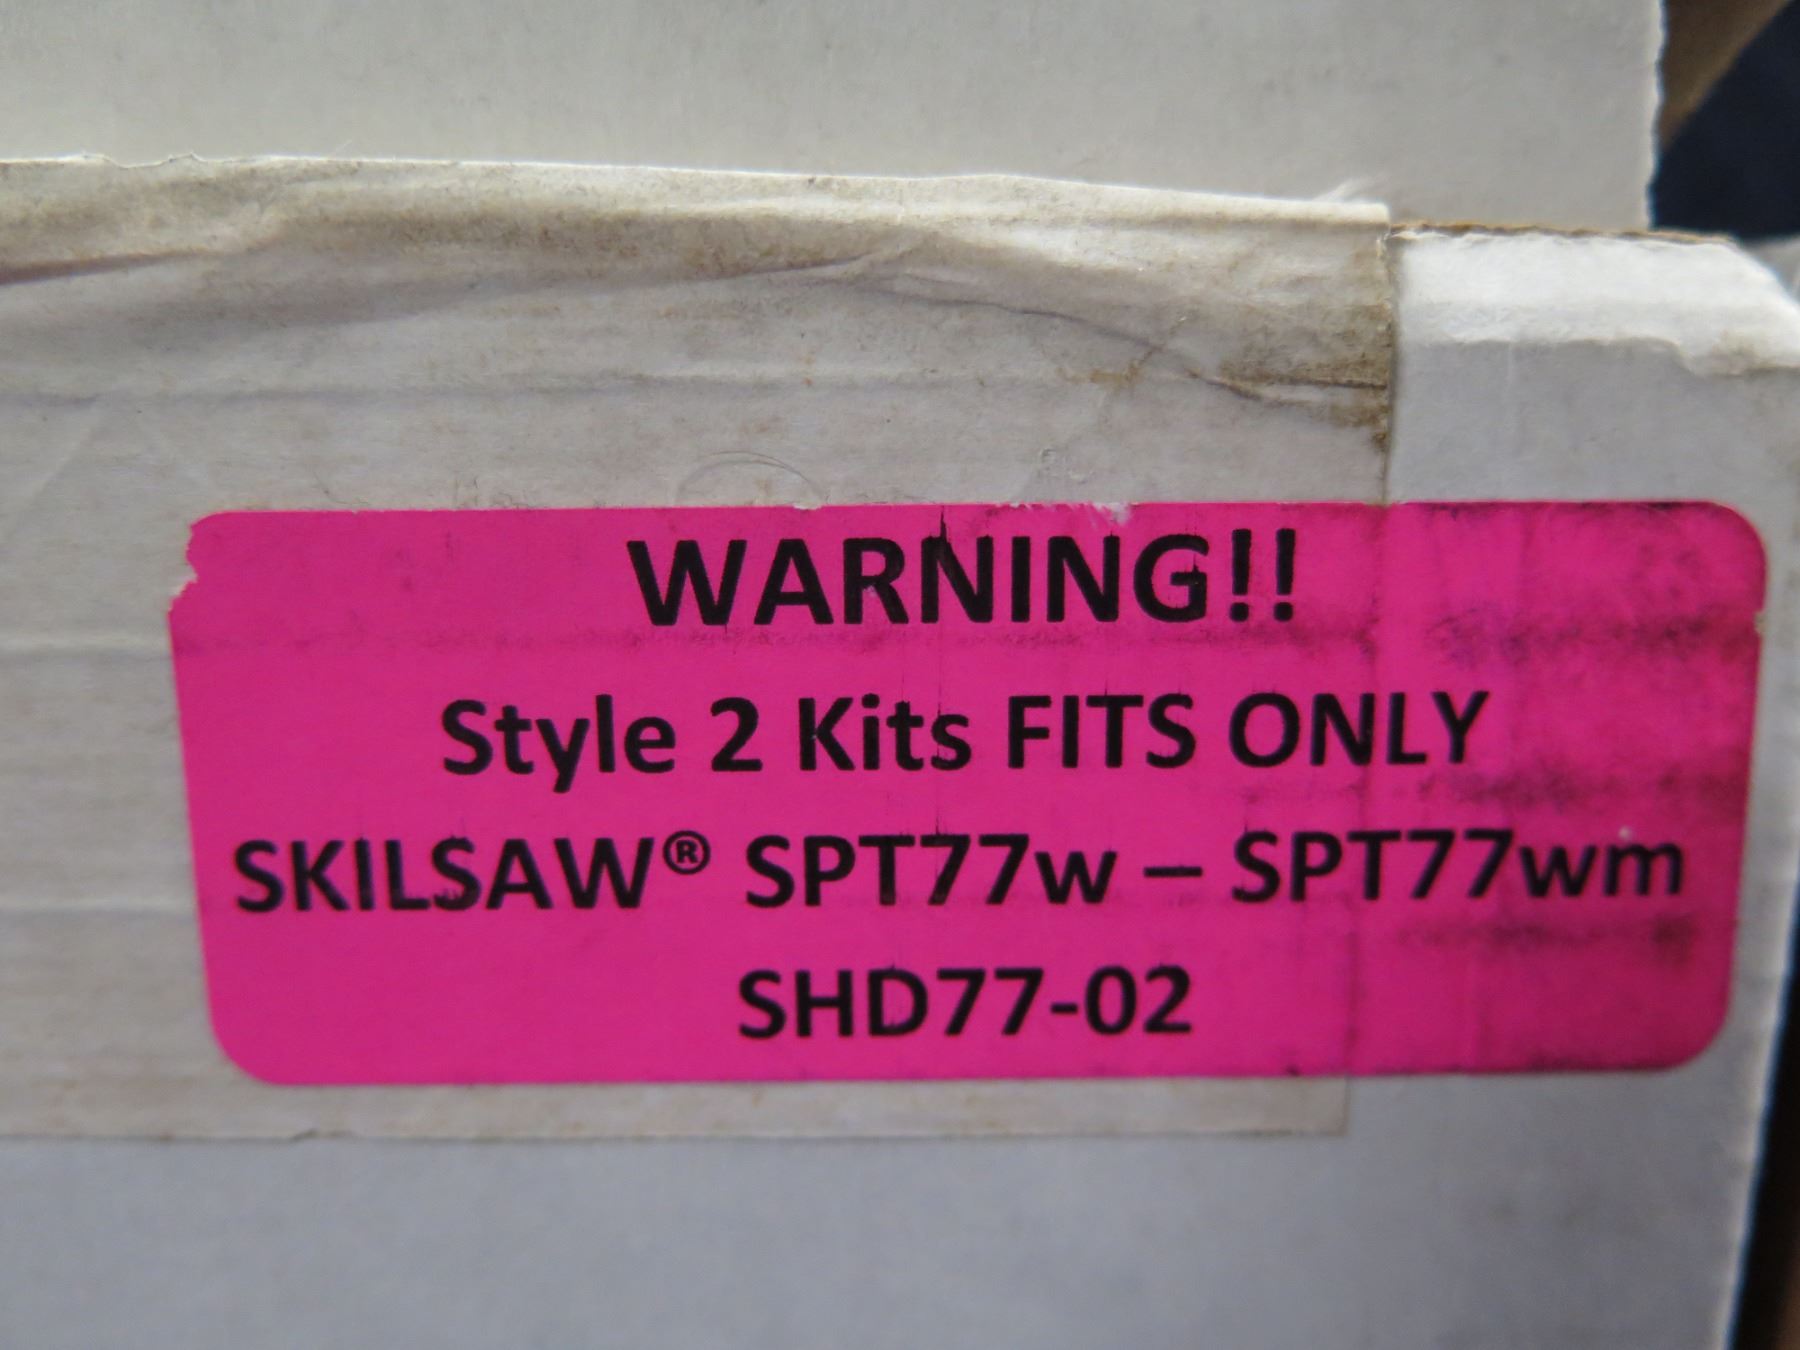 WARNING!!
Style 2 Kits FITS ONLY
SKILSAW® SPT77w – SPT77wm
SHD77-02